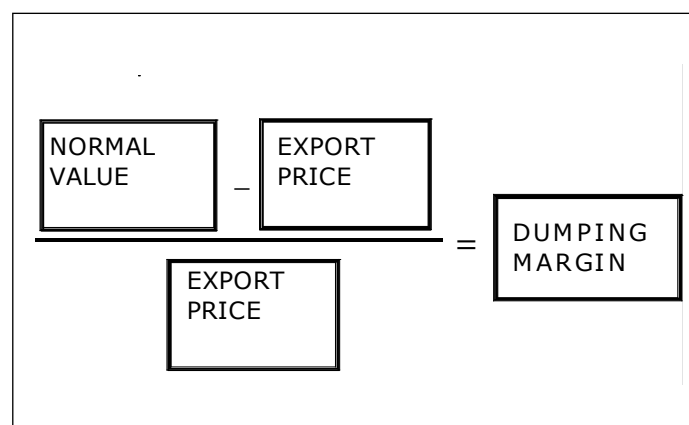 NORMAL
VALUE
–
EXPORT
PRICE
=
DUMPING
MARGIN
EXPORT
PRICE